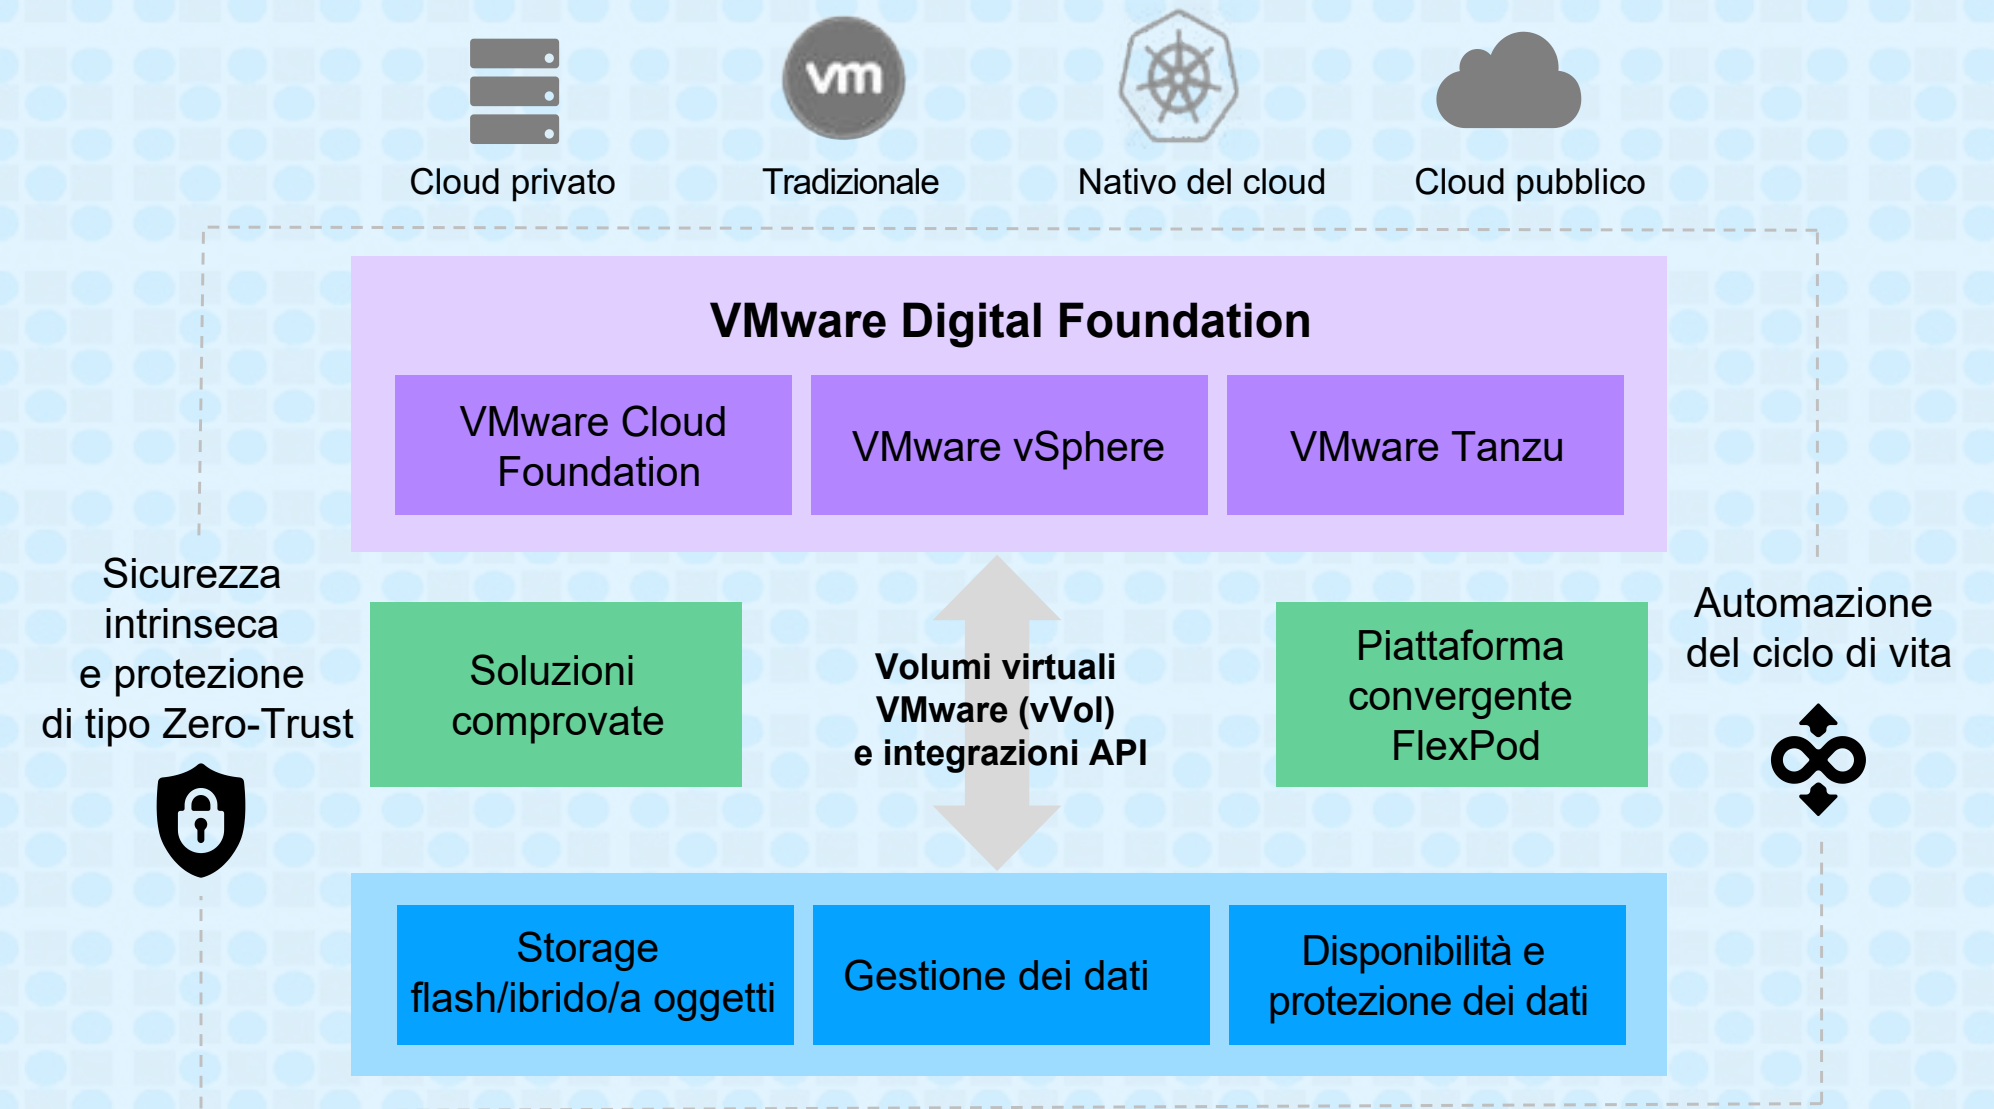 vm
Cloud privato
Tradizionale
Nativo del cloud
Cloud pubblico
VMware Digital Foundation
VMware Cloud
Foundation
VMware vSphere
VMware Tanzu
Sicurezza
intrinseca
e protezione
di tipo Zero-Trust
Soluzioni
comprovate
Volumi virtuali
VMware (vVol)
e integrazioni API
Piattaforma
convergente
FlexPod
Automazione
del ciclo di vita
Storage
flash/ibrido/a oggetti
Gestione dei dati
Disponibilità e
protezione dei dati